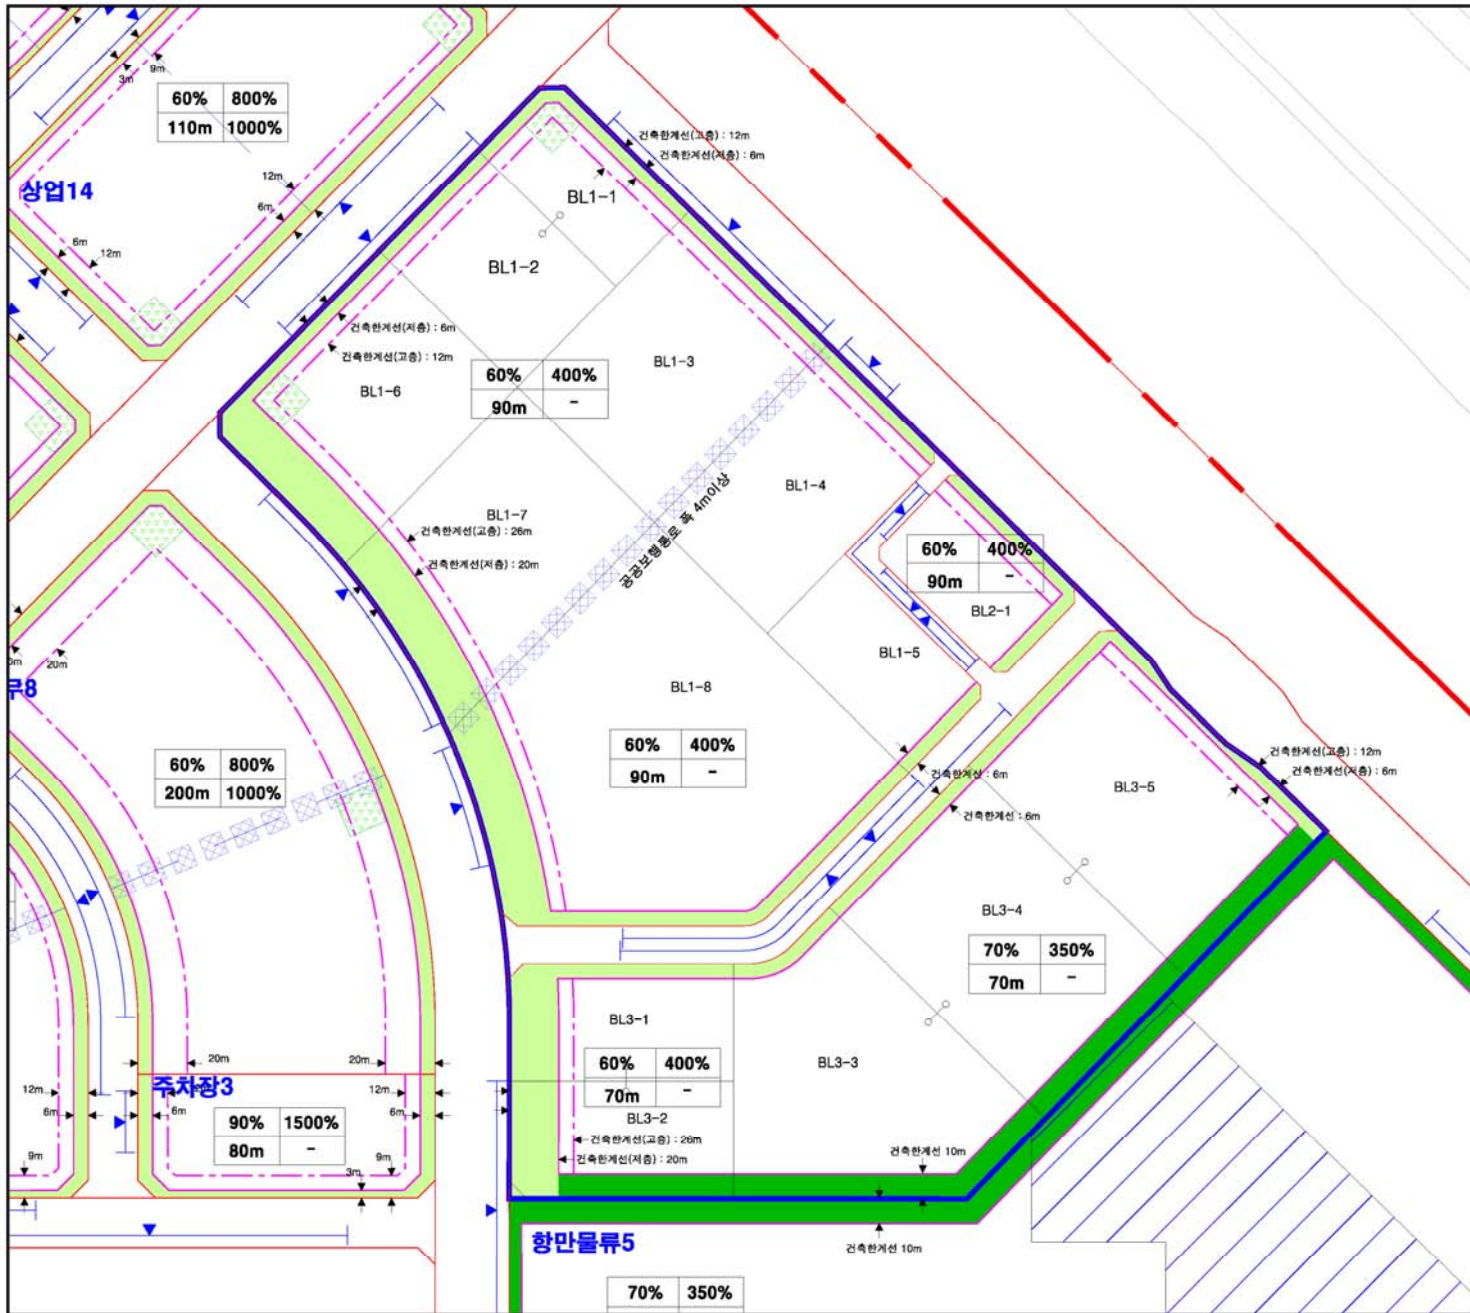 9m
3m
60% 800%
110m 1000%
상업14
12m
6m
6m
12m
건축한계선(고층) : 12m
건축한계선(저층) : 6m
BL1-1
BL1-2
건축한계선(저층) : 6m
건축한계선(고층) : 12m
BL1-3
BL1-6
60% 400%
90m -
BL1-4
BL1-7
건축한계선(고층) : 26m
건축한계선(저층) : 20m
공공보행통로 폭 4m이상
60% 400%
90m -
BL2-1
BL1-5
BL1-8
20m
60% 400%
90m -
60% 800%
200m 1000%
건축한계선(고층) : 12m
건축한계선(저층) : 6m
건축한계선 : 6m
건축한계선 : 6m
BL3-5
BL3-4
70% 350%
70m -
BL3-1
60% 400%
70m -
BL3-2
BL3-3
20m
20m
12m
6m
주차장3
6m
12m
6m
90% 1500%
80m -
9m
3m
9m
건축한계선(고층) : 26m
건축한계선(저층) : 20m
건축한계선 10m
건축한계선 10m
항만물류5
70% 350%